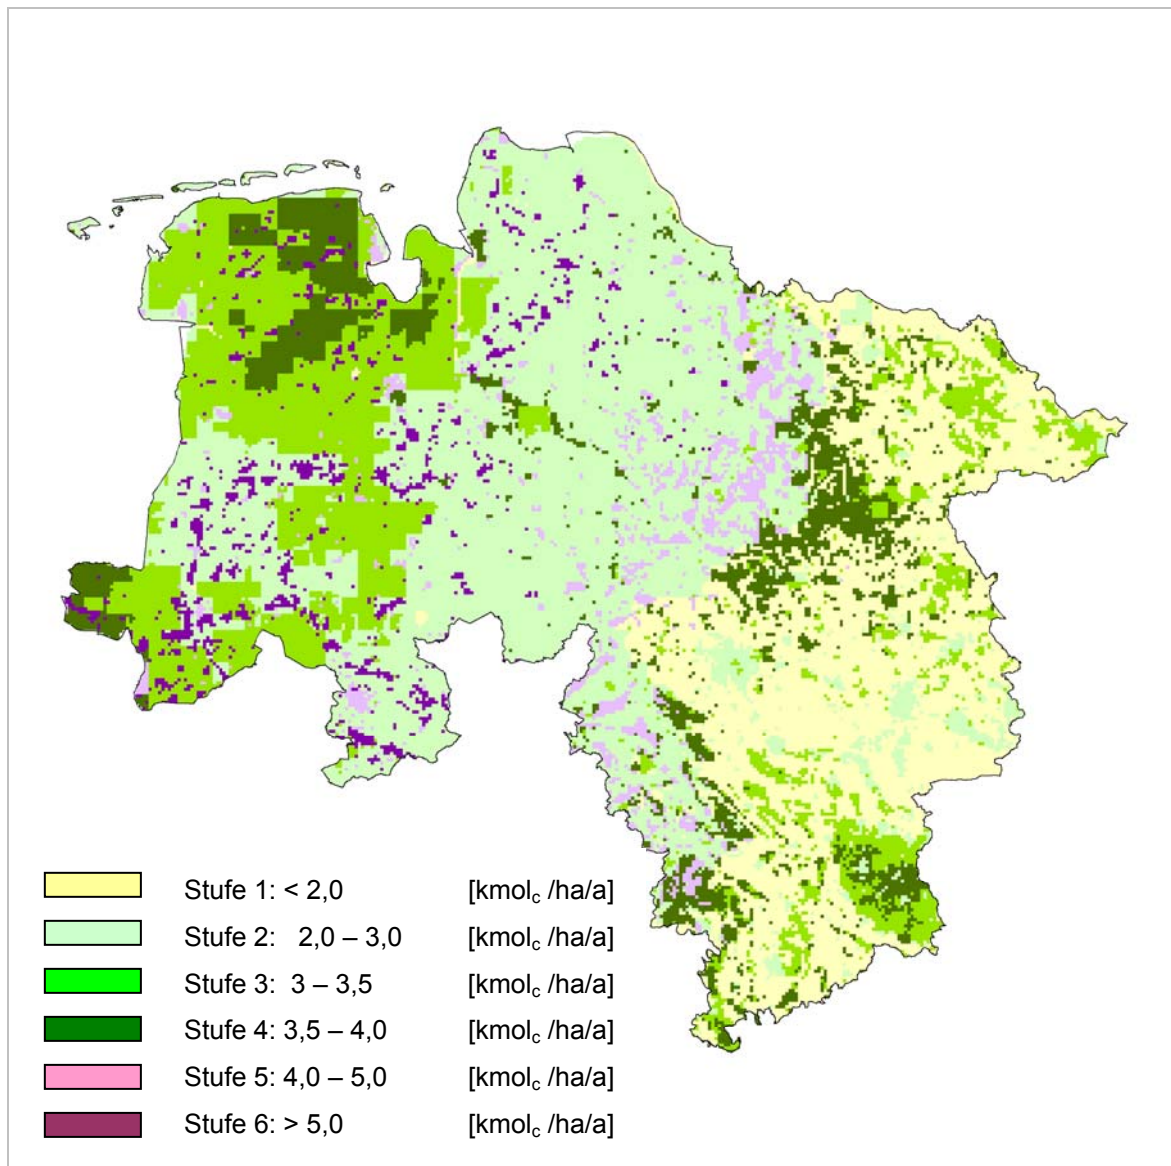 Stufe 1: < 2,0 [kmolc /ha/a]
Stufe 2: 2,0 – 3,0 [kmolc /ha/a]
Stufe 3: 3 – 3,5 [kmolc /ha/a]
Stufe 4: 3,5 – 4,0 [kmolc /ha/a]
Stufe 5: 4,0 – 5,0 [kmolc /ha/a]
Stufe 6: > 5,0 [kmolc /ha/a]